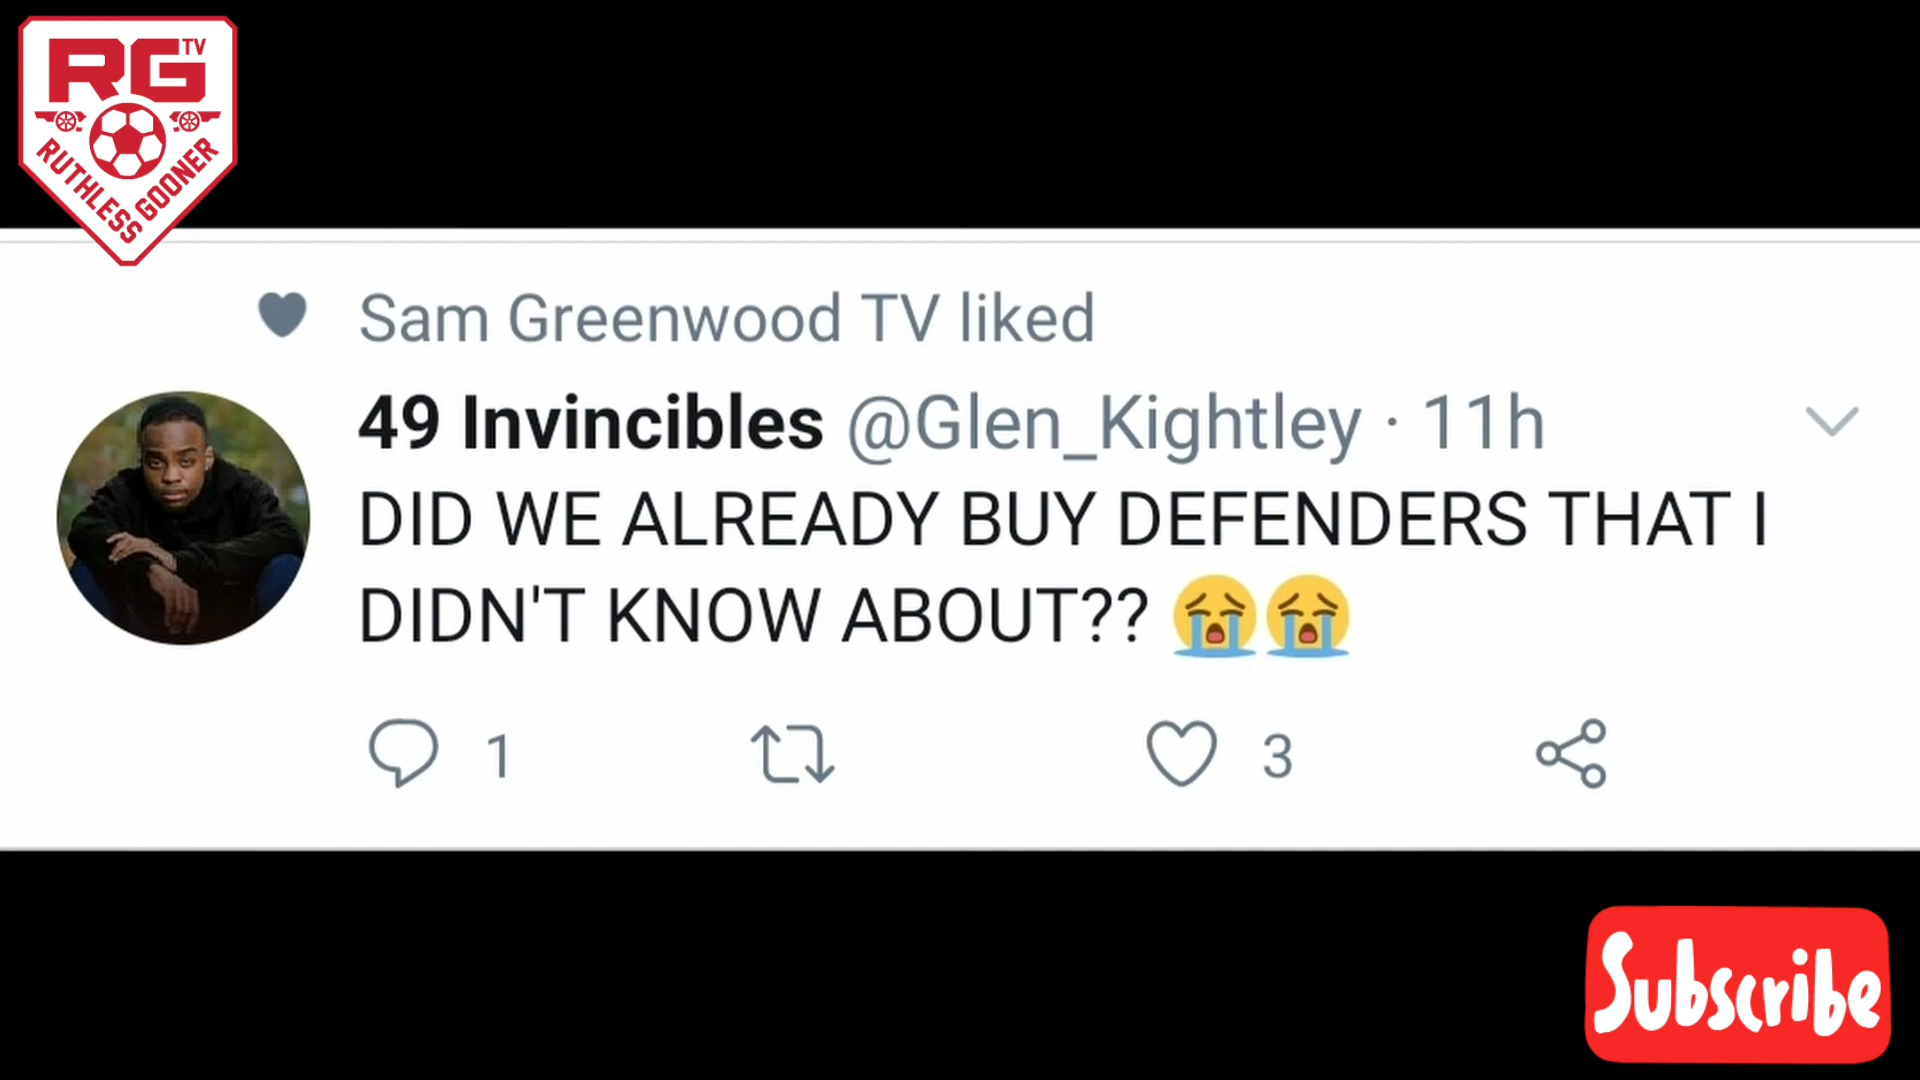 RG TV
RUTHLESS GOONER
Sam Greenwood TV liked
49 Invincibles @Glen_Kightley · 11h
DID WE ALREADY BUY DEFENDERS THAT I
DIDN'T KNOW ABOUT?? 😭😭
1 3
Subscribe